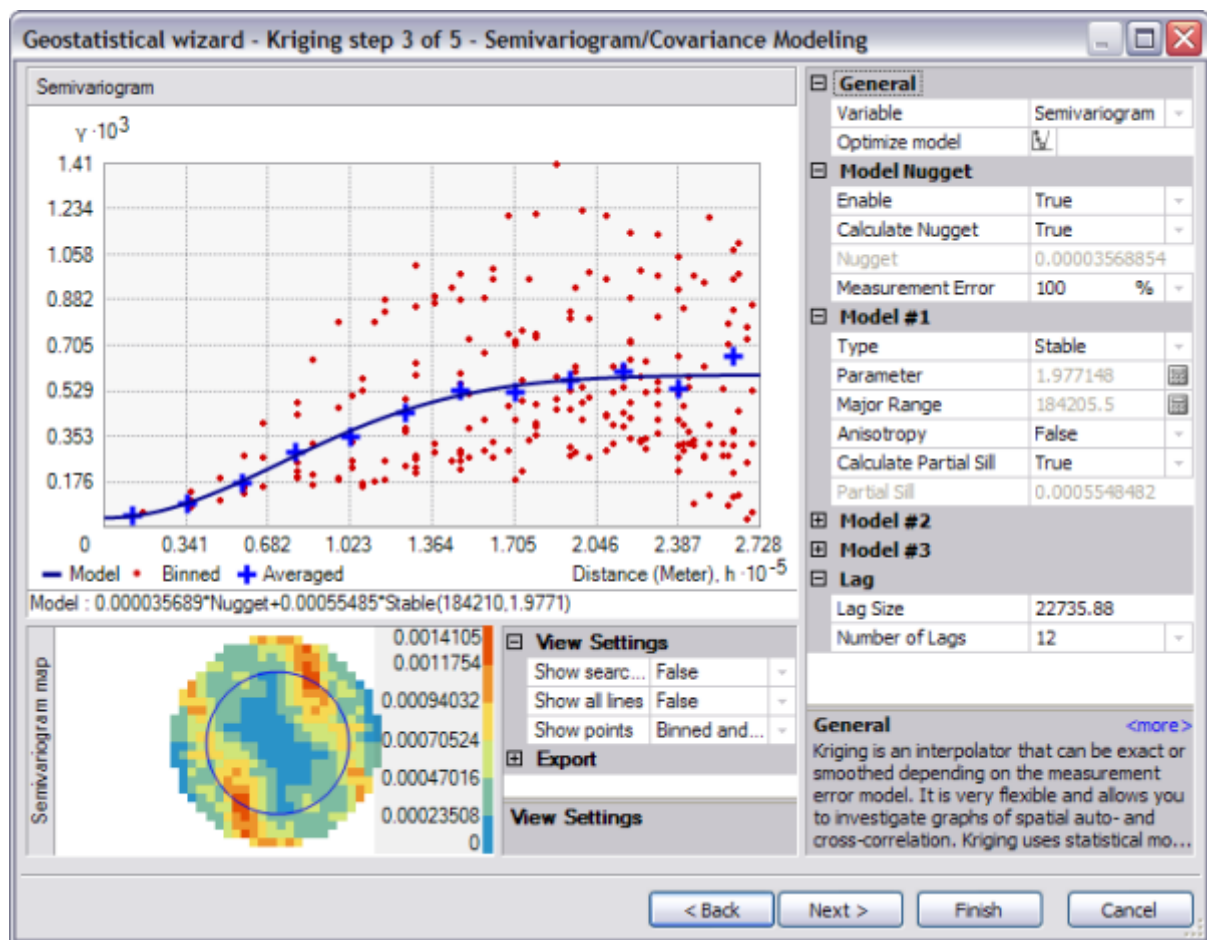 Geostatistical wizard - Kriging step 3 of 5 - Semivariogram/Covariance Modeling
Semivariogram
γ ·10³
1.41
1.234
1.058
0.882
0.705
0.529
0.353
0.176
0 0.341 0.682 1.023 1.364 1.705 2.046 2.387 2.728
Model Binned Averaged Distance (Meter), h ·10⁻⁵
Model : 0.000035689*Nugget+0.00055485*Stable(184210,1.9771)
Semivariogram map
0.0014105
0.0011754
0.00094032
0.00070524
0.00047016
0.00023508
0
View Settings
Show searc... False
Show all lines False
Show points Binned and...
Export
View Settings
General
Variable Semivariogram
Optimize model
Model Nugget
Enable True
Calculate Nugget True
Nugget 0.00003568854
Measurement Error 100 %
Model #1
Type Stable
Parameter 1.977148
Major Range 184205.5
Anisotropy False
Calculate Partial Sill True
Partial Sill 0.0005548482
Model #2
Model #3
Lag
Lag Size 22735.88
Number of Lags 12
General <more>
Kriging is an interpolator that can be exact or
smoothed depending on the measurement
error model. It is very flexible and allows you
to investigate graphs of spatial auto- and
cross-correlation. Kriging uses statistical mo...
< Back Next > Finish Cancel